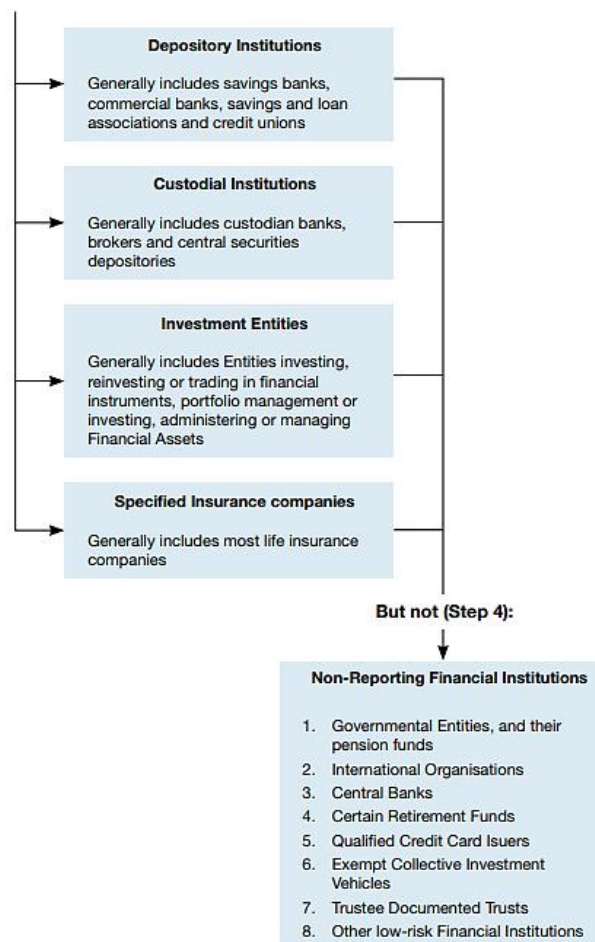 Depository Institutions
Generally includes savings banks,
commercial banks, savings and loan
associations and credit unions
Custodial Institutions
Generally includes custodian banks,
brokers and central securities
depositories
Investment Entities
Generally includes Entities investing,
reinvesting or trading in financial
instruments, portfolio management or
investing, administering or managing
Financial Assets
Specified Insurance companies
Generally includes most life insurance
companies
But not (Step 4):
Non-Reporting Financial Institutions
1. Governmental Entities, and their
pension funds
2. International Organisations
3. Central Banks
4. Certain Retirement Funds
5. Qualified Credit Card Isuers
6. Exempt Collective Investment
Vehicles
7. Trustee Documented Trusts
8. Other low-risk Financial Institutions